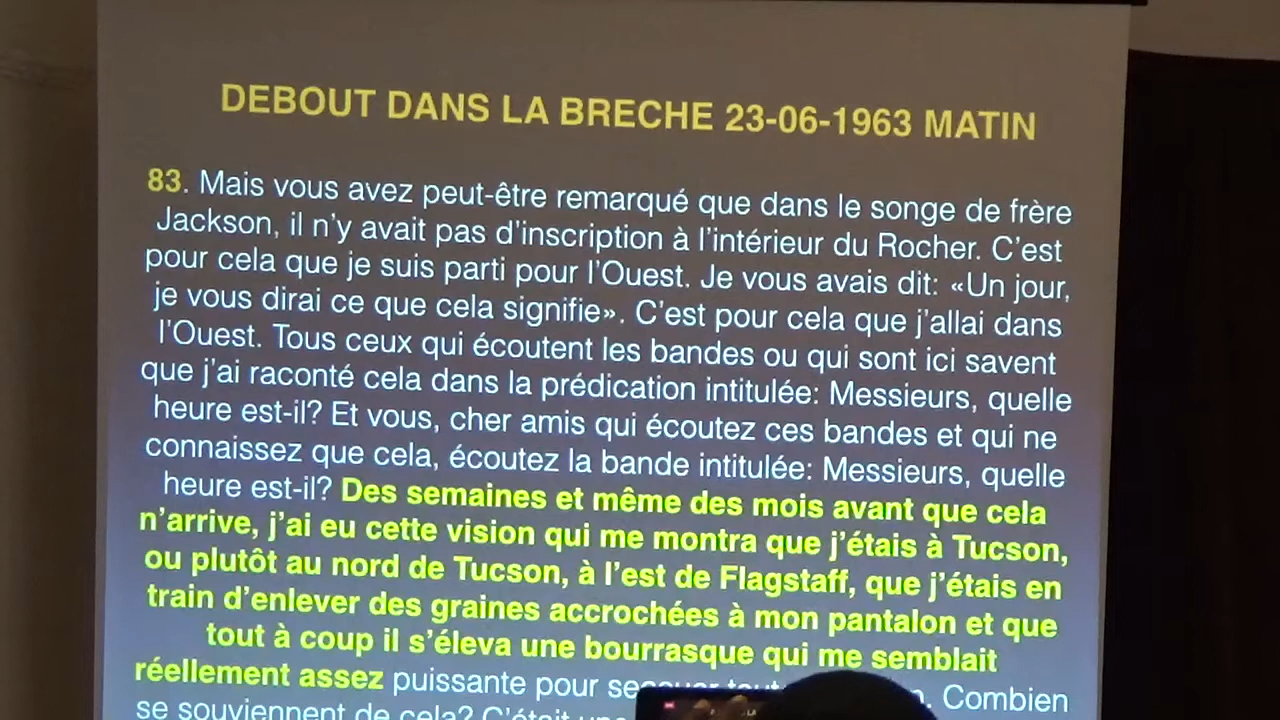 DEBOUT DANS LA BRECHE 23-06-1963 MATIN
83. Mais vous avez peut-être remarqué que dans le songe de frère
Jackson, il n'y avait pas d'inscription à l'intérieur du Rocher. C'est
pour cela que je suis parti pour l'Ouest. Je vous avais dit: «Un jour,
je vous dirai ce que cela signifie». C'est pour cela que j'allai dans
l'Ouest. Tous ceux qui écoutent les bandes ou qui sont ici savent
que j'ai raconté cela dans la prédication intitulée: Messieurs, quelle
heure est-il? Et vous, cher amis qui écoutez ces bandes et qui ne
connaissez que cela, écoutez la bande intitulée: Messieurs, quelle
heure est-il? Des semaines et même des mois avant que cela
n'arrive, j'ai eu cette vision qui me montra que j'étais à Tucson,
ou plutôt au nord de Tucson, à l'est de Flagstaff, que j'étais en
train d'enlever des graines accrochées à mon pantalon et que
tout à coup il s'éleva une bourrasque qui me semblait
réellement assez puissante pour Combien
se souviennent de cela? C'était